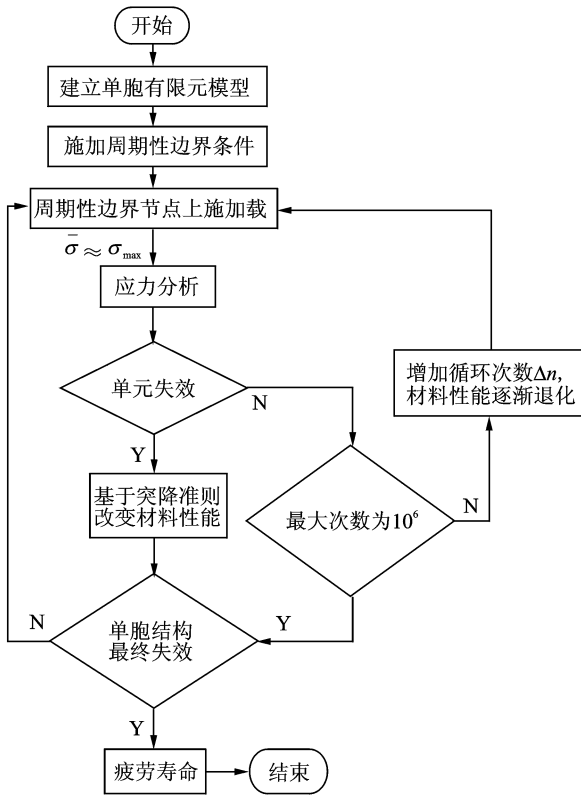 开始
建立单胞有限元模型
施加周期性边界条件
周期性边界节点上施加载
σ̄ ≈ σmax
应力分析
单元失效
N
Y
增加循环次数Δn,
材料性能逐渐退化
基于突降准则
改变材料性能
最大次数为10⁶
N
Y
单胞结构
最终失效
N
Y
疲劳寿命
结束